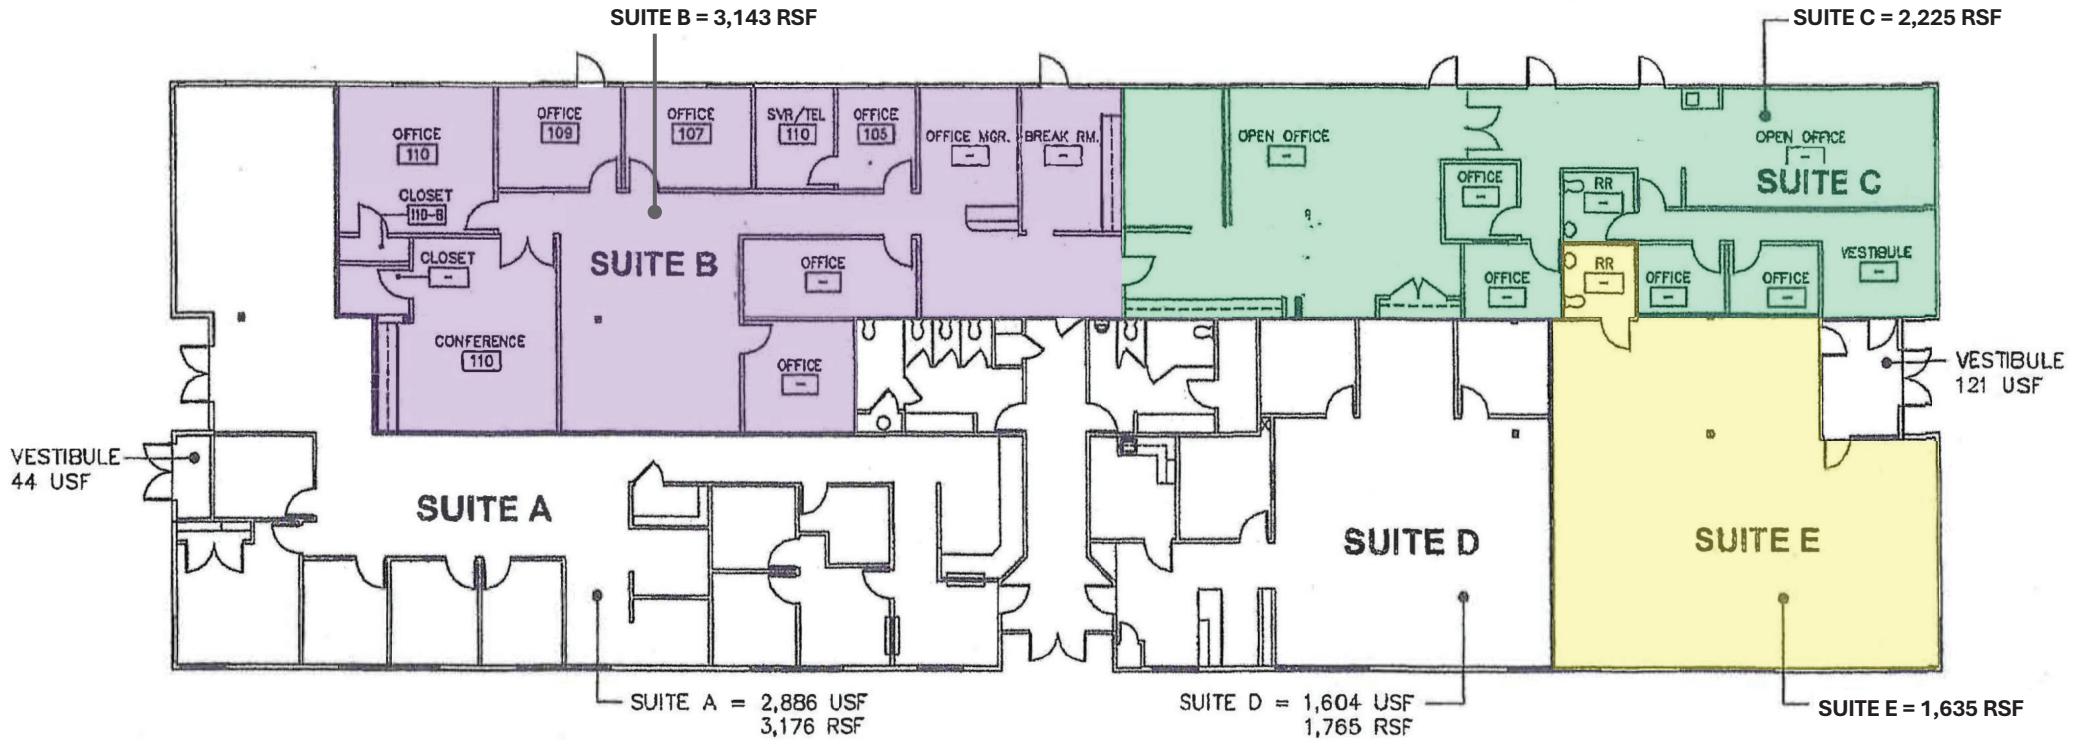 SUITE B = 3,143 RSF
SUITE C = 2,225 RSF
OFFICE
110
OFFICE
109
OFFICE
107
SVR/TEL
110
OFFICE
105
OFFICE MGR.
-
BREAK RM.
-
OPEN OFFICE
-
OPEN OFFICE
-
SUITE C
CLOSET
110-B
OFFICE
-
RR
-
SUITE B
CLOSET
-
OFFICE
-
OFFICE
-
RR
-
OFFICE
-
OFFICE
-
VESTIBULE
-
CONFERENCE
110
OFFICE
-
VESTIBULE
121 USF
VESTIBULE
44 USF
SUITE A
SUITE D
SUITE E
SUITE A = 2,886 USF
3,176 RSF
SUITE D = 1,604 USF
1,765 RSF
SUITE E = 1,635 RSF